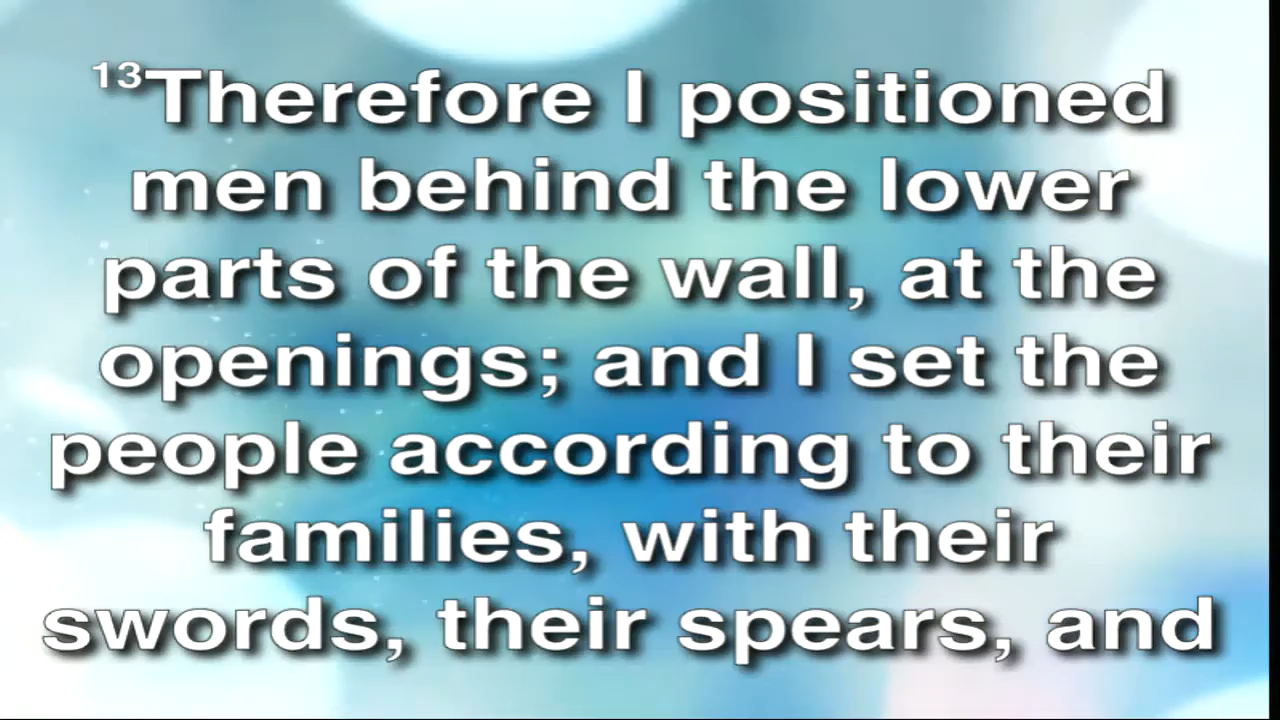 13Therefore I positioned
men behind the lower
parts of the wall, at the
openings; and I set the
people according to their
families, with their
swords, their spears, and